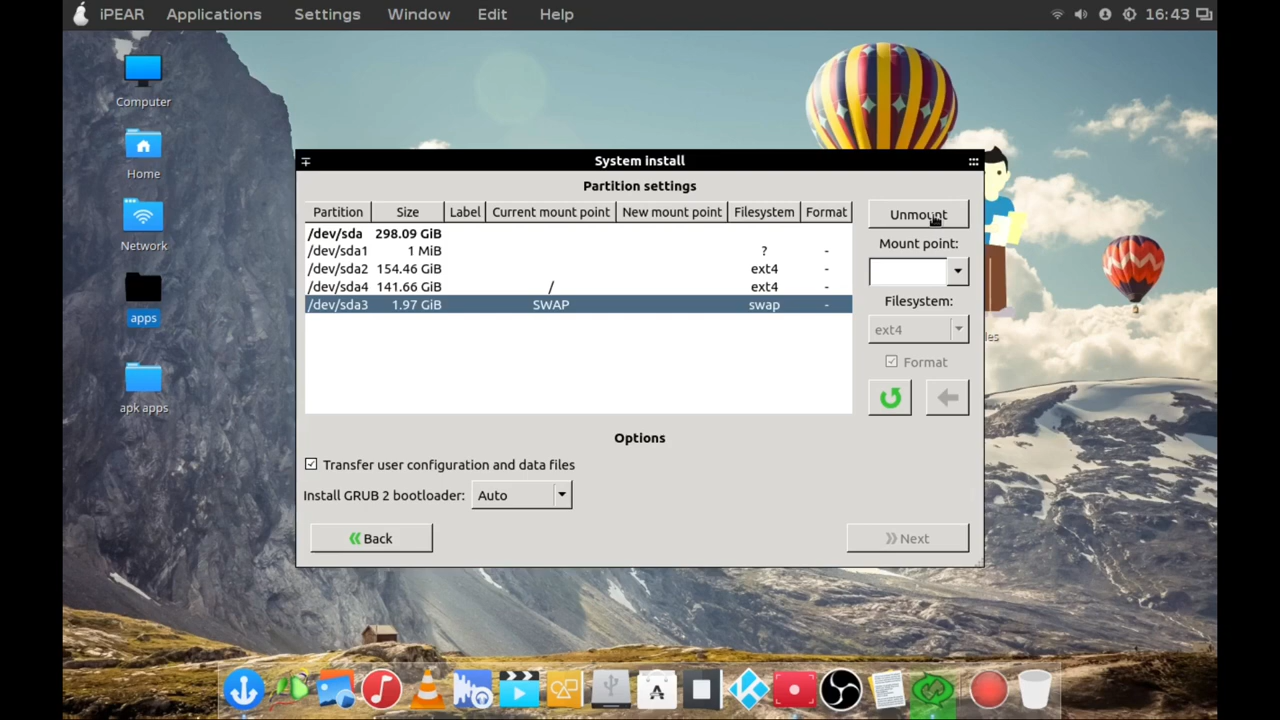 iPEAR Applications Settings Window Edit Help 16:43
Computer
Home
Network
apps
apk apps
System install
Partition settings
Partition Size Label Current mount point New mount point Filesystem Format
/dev/sda 298.09 GiB
/dev/sda1 1 MiB ? -
/dev/sda2 154.46 GiB ext4 -
/dev/sda4 141.66 GiB / ext4 -
/dev/sda3 1.97 GiB SWAP swap -
Unmount
Mount point:
Filesystem:
ext4
Format
Options
Transfer user configuration and data files
Install GRUB 2 bootloader: Auto
Back
Next